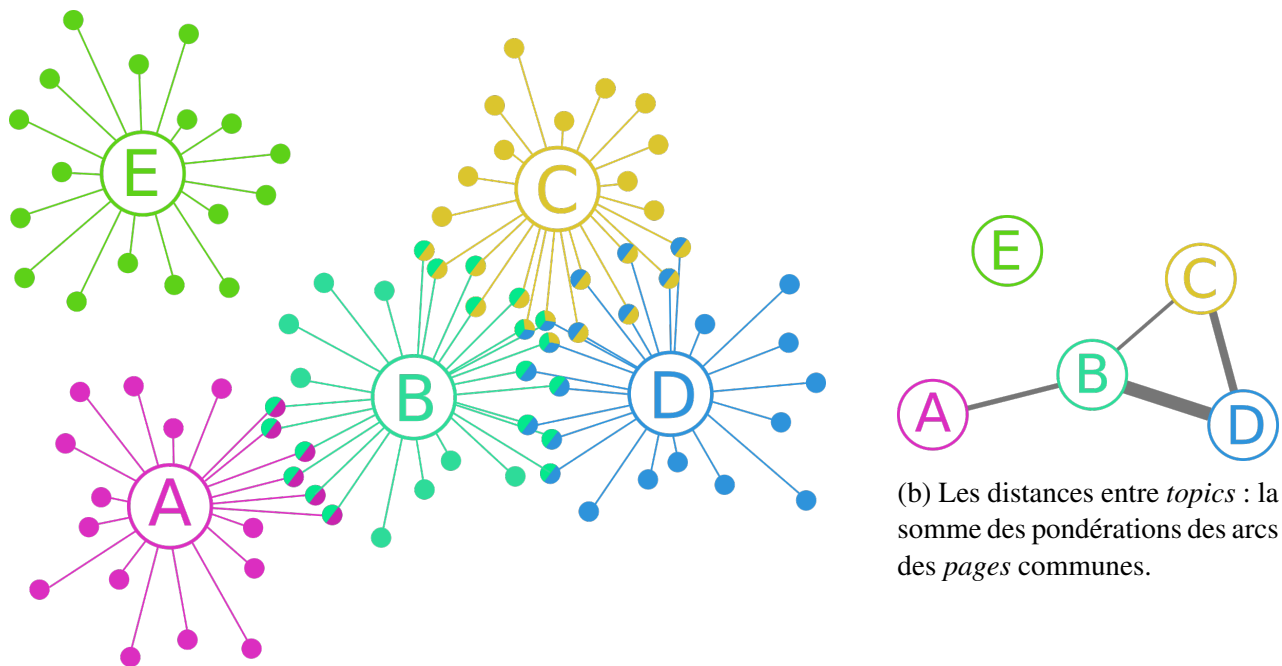 E
C
B
D
A
E
C
B
A
D
(b) Les distances entre topics : la
somme des pondérations des arcs
des pages communes.